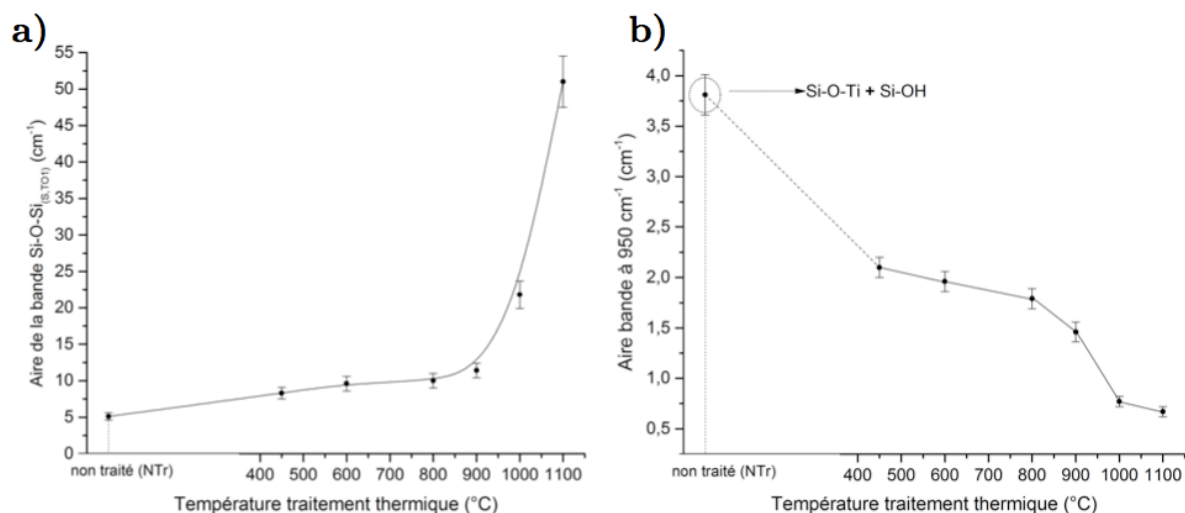 a)
Aire de la bande Si-O-Si(S,TO1) (cm-1)
55
50
45
40
35
30
25
20
15
10
5
0
non traité (NTr)
400 500 600 700 800 900 1000 1100
Température traitement thermique (°C)
b)
Aire bande à 950 cm-1 (cm-1)
4,0
3,5
3,0
2,5
2,0
1,5
1,0
0,5
Si-O-Ti + Si-OH
non traité (NTr)
400 500 600 700 800 900 1000 1100
Température traitement thermique (°C)